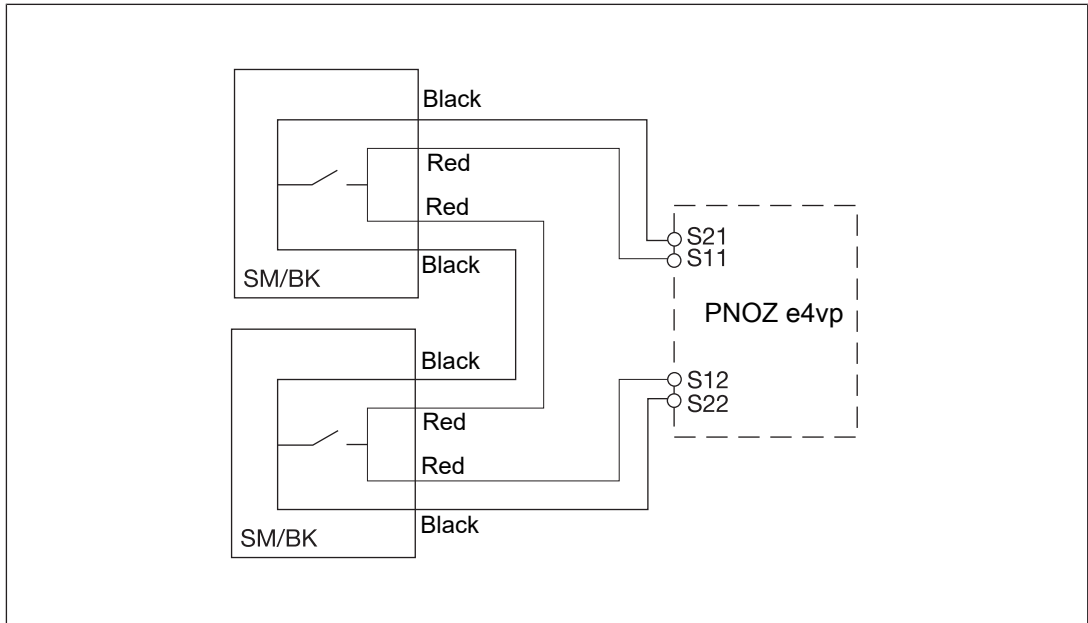 Black
Red
Red
Black
SM/BK
S21
S11
PNOZ e4vp
S12
S22
Black
Red
Red
Black
SM/BK